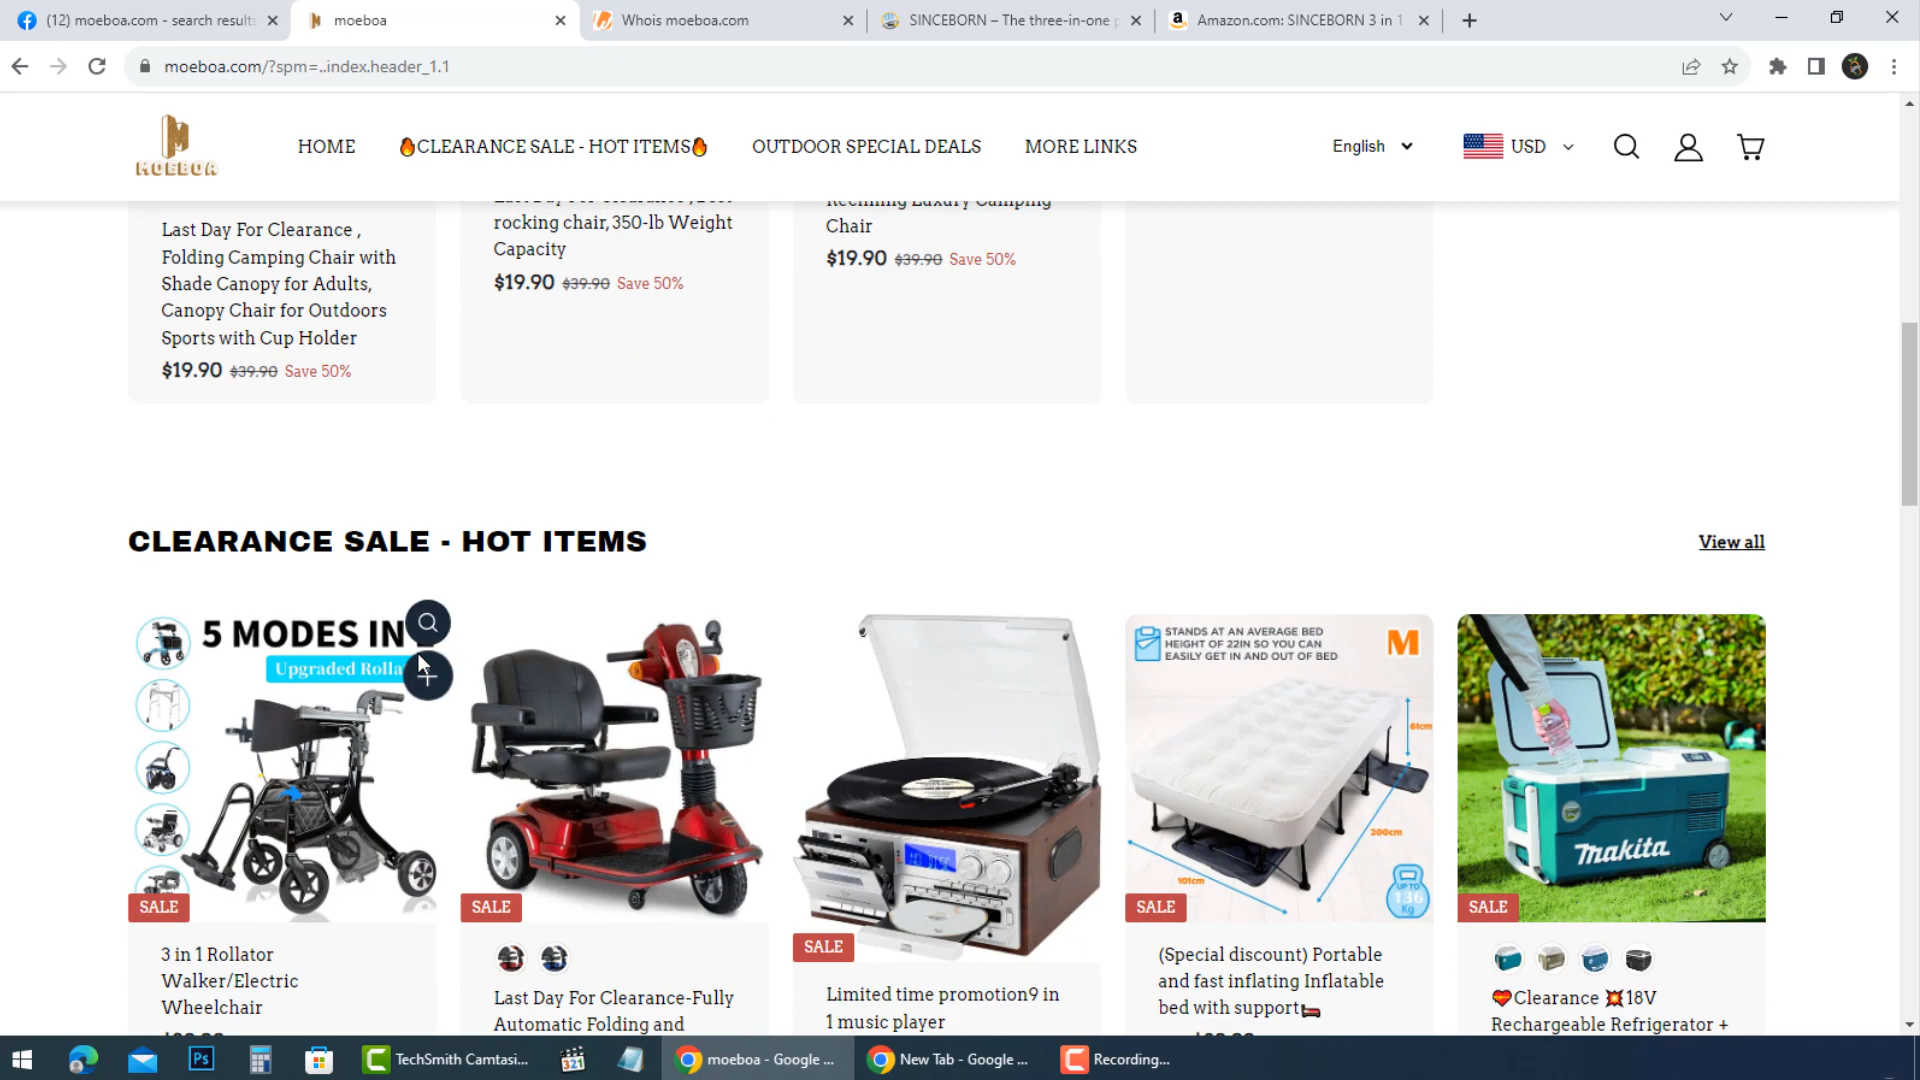 (12) moeboa.com - search results
moeboa
Whois moeboa.com
SINCEBORN – The three-in-one p
Amazon.com: SINCEBORN 3 in 1
moeboa.com/?spm=..index.header_1.1
MOEBOA
HOME
🔥CLEARANCE SALE - HOT ITEMS🔥
OUTDOOR SPECIAL DEALS
MORE LINKS
English
USD
Last Day For Clearance ,
Folding Camping Chair with
Shade Canopy for Adults,
Canopy Chair for Outdoors
Sports with Cup Holder
$19.90 $39.90 Save 50%
rocking chair,350-lb Weight
Capacity
$19.90 $39.90 Save 50%
Reclining Luxury Camping
Chair
$19.90 $39.90 Save 50%
CLEARANCE SALE - HOT ITEMS
View all
5 MODES IN
Upgraded Rolla
SALE
3 in 1 Rollator
Walker/Electric
Wheelchair
SALE
Last Day For Clearance-Fully
Automatic Folding and
SALE
Limited time promotion9 in
1 music player
STANDS AT AN AVERAGE BED
HEIGHT OF 22IN SO YOU CAN
EASILY GET IN AND OUT OF BED
M
61cm
200cm
101cm
UP TO
136
Kg
SALE
(Special discount) Portable
and fast inflating Inflatable
bed with support🛏️
makita
SALE
💝Clearance 💥18V
Rechargeable Refrigerator +
Ps
TechSmith Camtasi...
321
moeboa - Google ...
New Tab - Google ...
Recording...